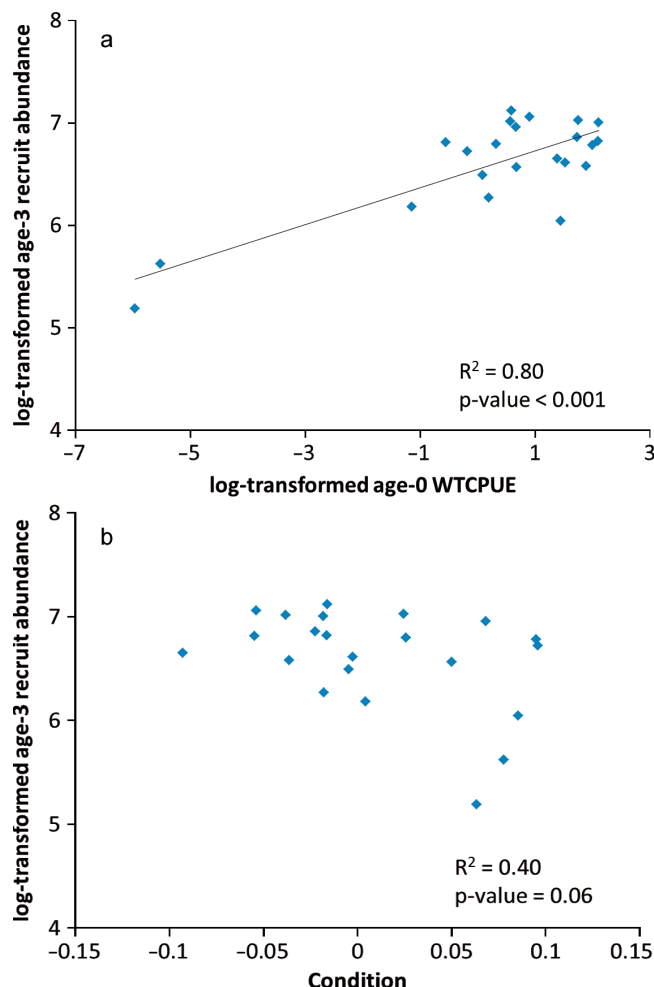 a
log-transformed age-3 recruit abundance
8
7
6
5
4
R² = 0.80
p-value < 0.001
−7
−5
−3
−1
1
3
log-transformed age-0 WTCPUE
b
log-transformed age-3 recruit abundance
8
7
6
5
4
R² = 0.40
p-value = 0.06
−0.15
−0.1
−0.05
0
0.05
0.1
0.15
Condition